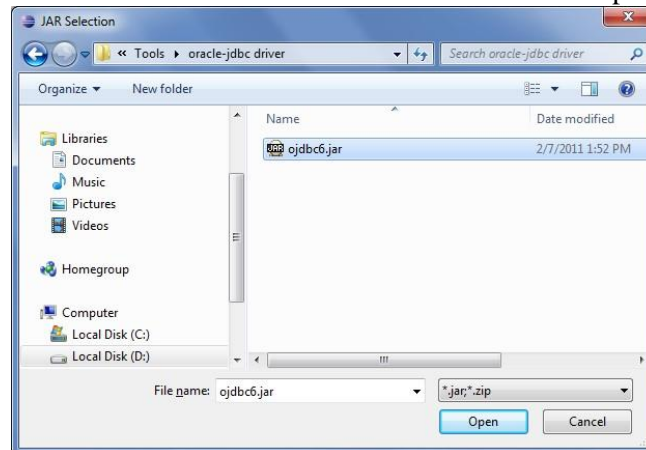 JAR Selection
« Tools ▸ oracle-jdbc driver
Search oracle-jdbc driver
Organize ▼ New folder
Name Date modified
ojdbc6.jar 2/7/2011 1:52 PM
Libraries
Documents
Music
Pictures
Videos
Homegroup
Computer
Local Disk (C:)
Local Disk (D:)
File name: ojdbc6.jar
*.jar;*.zip
Open Cancel